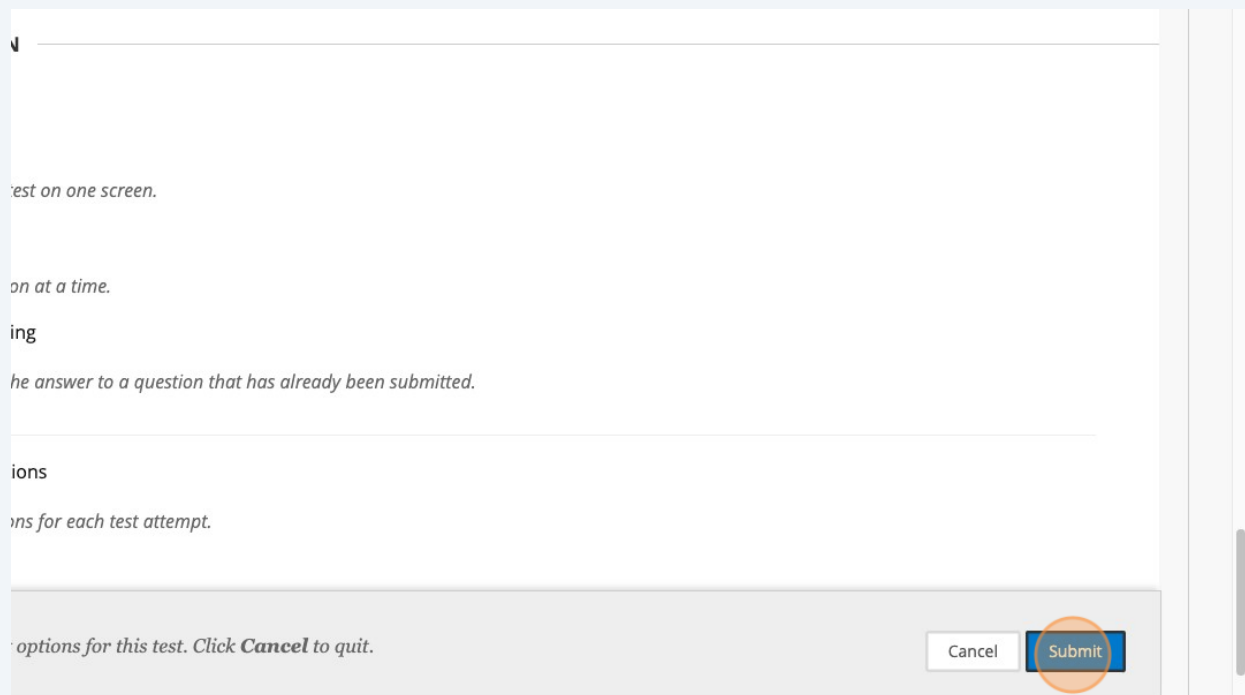 N
est on one screen.
on at a time.
ing
he answer to a question that has already been submitted.
ions
ons for each test attempt.
options for this test. Click Cancel to quit.
Cancel Submit